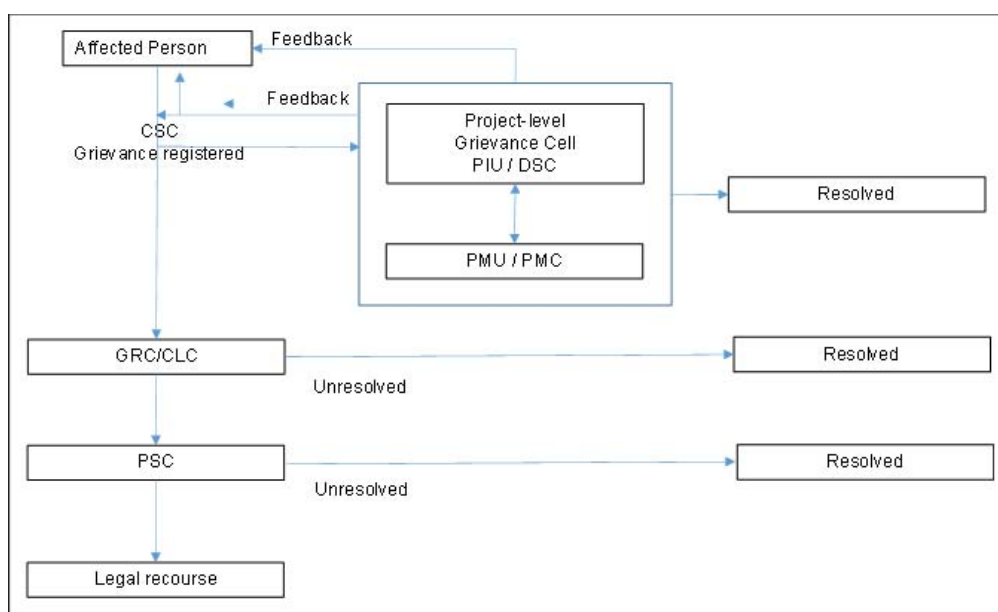 Affected Person
Feedback
Feedback
CSC
Grievance registered
Project-level
Grievance Cell
PIU / DSC
Resolved
PMU / PMC
GRC/CLC
Resolved
Unresolved
PSC
Resolved
Unresolved
Legal recourse